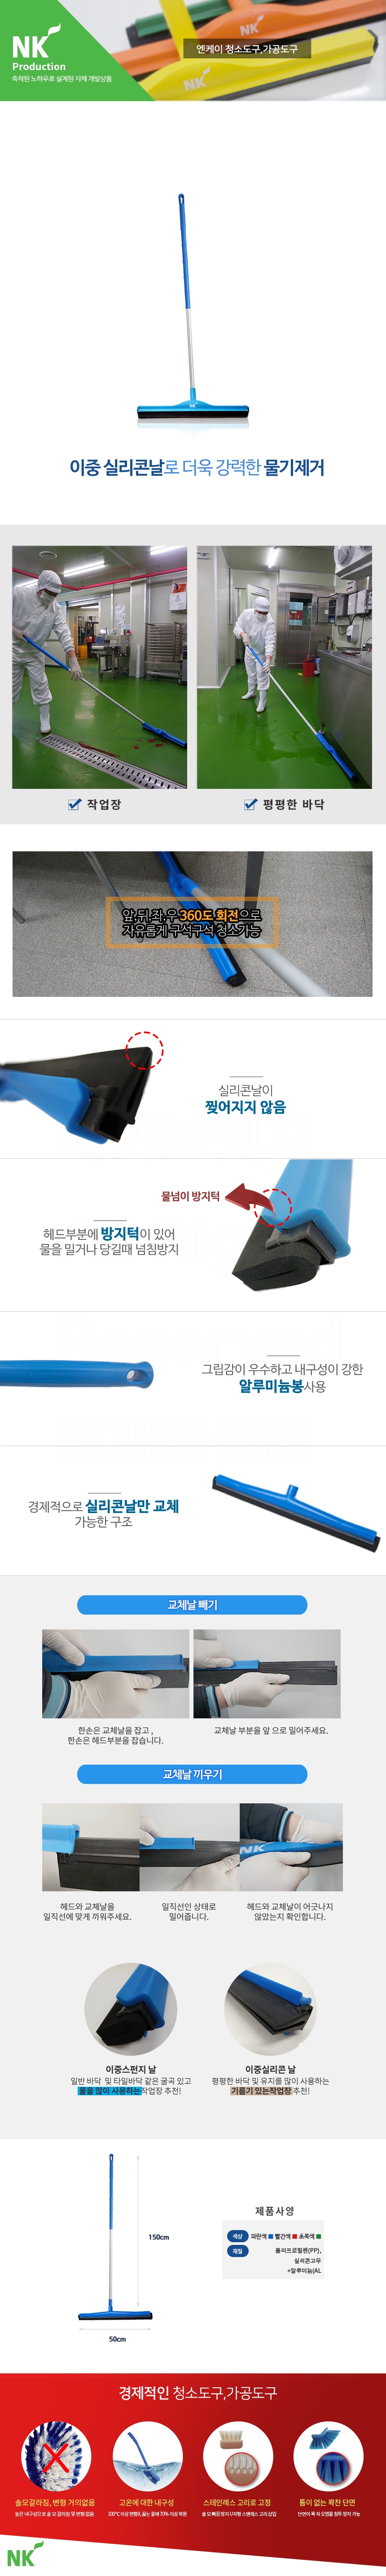 NK
Production
축적된 노하우로 설계된 자체 개발상품
엔케이 청소도구,가공도구
NK
NK
이중 실리콘날로 더욱 강력한 물기제거
작업장
평평한 바닥
앞,뒤,좌,우 360도 회전으로
자유롭게 구석구석 청소가능
실리콘날이
찢어지지 않음
물넘이 방지턱
헤드부분에 방지턱이 있어
물을 밀거나 당길때 넘침방지
그립감이 우수하고 내구성이 강한
알루미늄봉사용
경제적으로 실리콘날만 교체
가능한 구조
교체날 빼기
한손은 교체날을 잡고 ,
한손은 헤드부분을 잡습니다.
교체날 부분을 앞 으로 밀어주세요.
교체날 끼우기
NK
헤드와 교체날을
일직선에 맞게 끼워주세요.
일직선인 상태로
밀어줍니다.
헤드와 교체날이 어긋나지
않았는지 확인합니다.
이중스펀지 날
일반 바닥 및 타일바닥 같은 굴곡 있고
물을 많이 사용하는작업장 추천!
이중실리콘 날
평평한 바닥 및 유지를 많이 사용하는
기름기 있는작업장 추천!
150cm
50cm
제품사양
색상 파란색 빨간색 초록색
재질 폴리프로필렌(PP),
실리콘고무
+알루미늄(AL
경제적인 청소도구,가공도구
솔모갈라짐, 변형 거의없음
높은 내구성으로 솔 모 갈라짐 및 변형 없음
고온에 대한 내구성
100℃ 이상 변형X, 끓는 물에 70% 이상 복원
스테인레스 고리로 고정
솔 모 빠짐 방지 U자형 스텐레스 고리 삽입
틈이 없는 꽉찬 단면
단면이 꽉 차 오염물 침투 방지 가능
NK